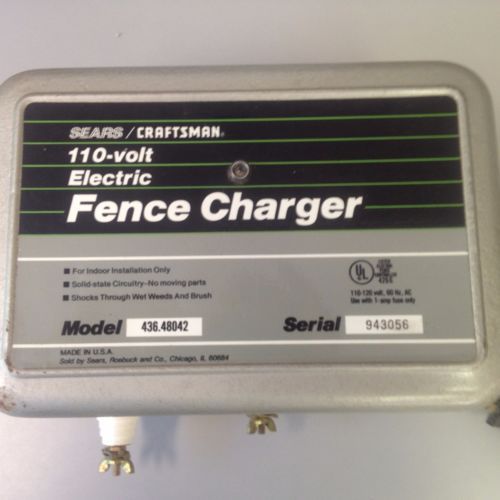 SEARS / CRAFTSMAN®
110-volt
Electric
Fence Charger
For Indoor Installation Only
Solid-state Circuitry-No moving parts
Shocks Through Wet Weeds And Brush
UL
110-120 volt, 60 Hz, AC
Use with 1-amp fuse only
Model 436.48042 Serial 943056
MADE IN U.S.A.
Sold by Sears, Roebuck and Co., Chicago, IL 60684